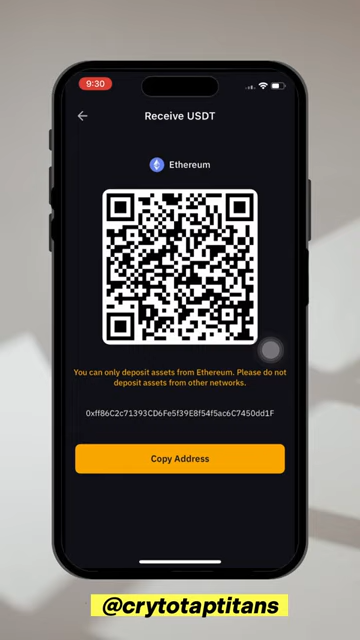 9:30
Receive USDT
Ethereum
You can only deposit assets from Ethereum. Please do not
deposit assets from other networks.
0xff86C2c71393CD6Fe5f39E8f54f5ac6C7450dd1F
Copy Address
@crytotaptitans